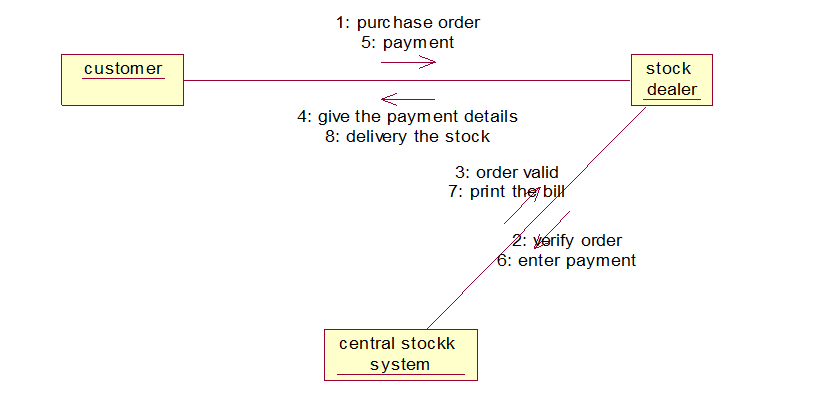 1: purchase order
5: payment
customer
stock
dealer
4: give the payment details
8: delivery the stock
3: order valid
7: print the bill
2: verify order
6: enter payment
central stockk
system